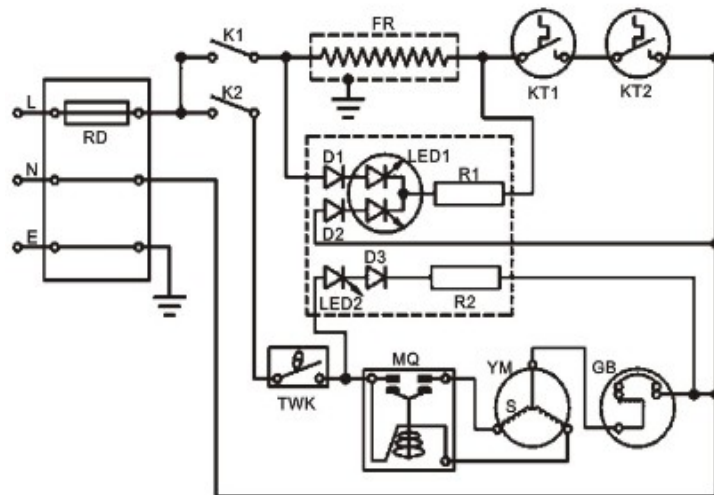 FR
K1
KT1
KT2
K2
L
RD
D1
LED1
R1
N
D2
E
D3
LED2
R2
MQ
YM
GB
S
TWK
θ